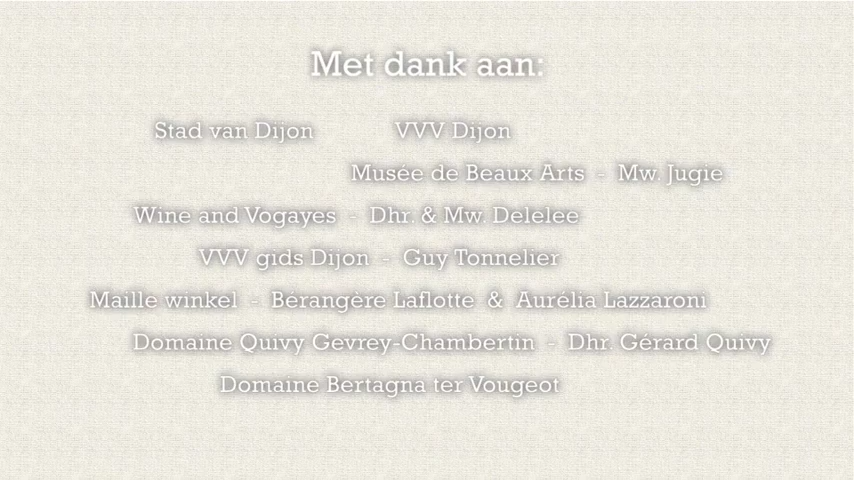 Met dank aan:
Stad van Dijon VVV Dijon
Musée de Beaux Arts - Mw. Jugie
Wine and Vogayes - Dhr. & Mw. Delelee
VVV gids Dijon - Guy Tonnelier
Maille winkel - Bérangère Laflotte & Aurélia Lazzaroni
Domaine Quivy Gevrey-Chambertin - Dhr. Gérard Quivy
Domaine Bertagna ter Vougeot